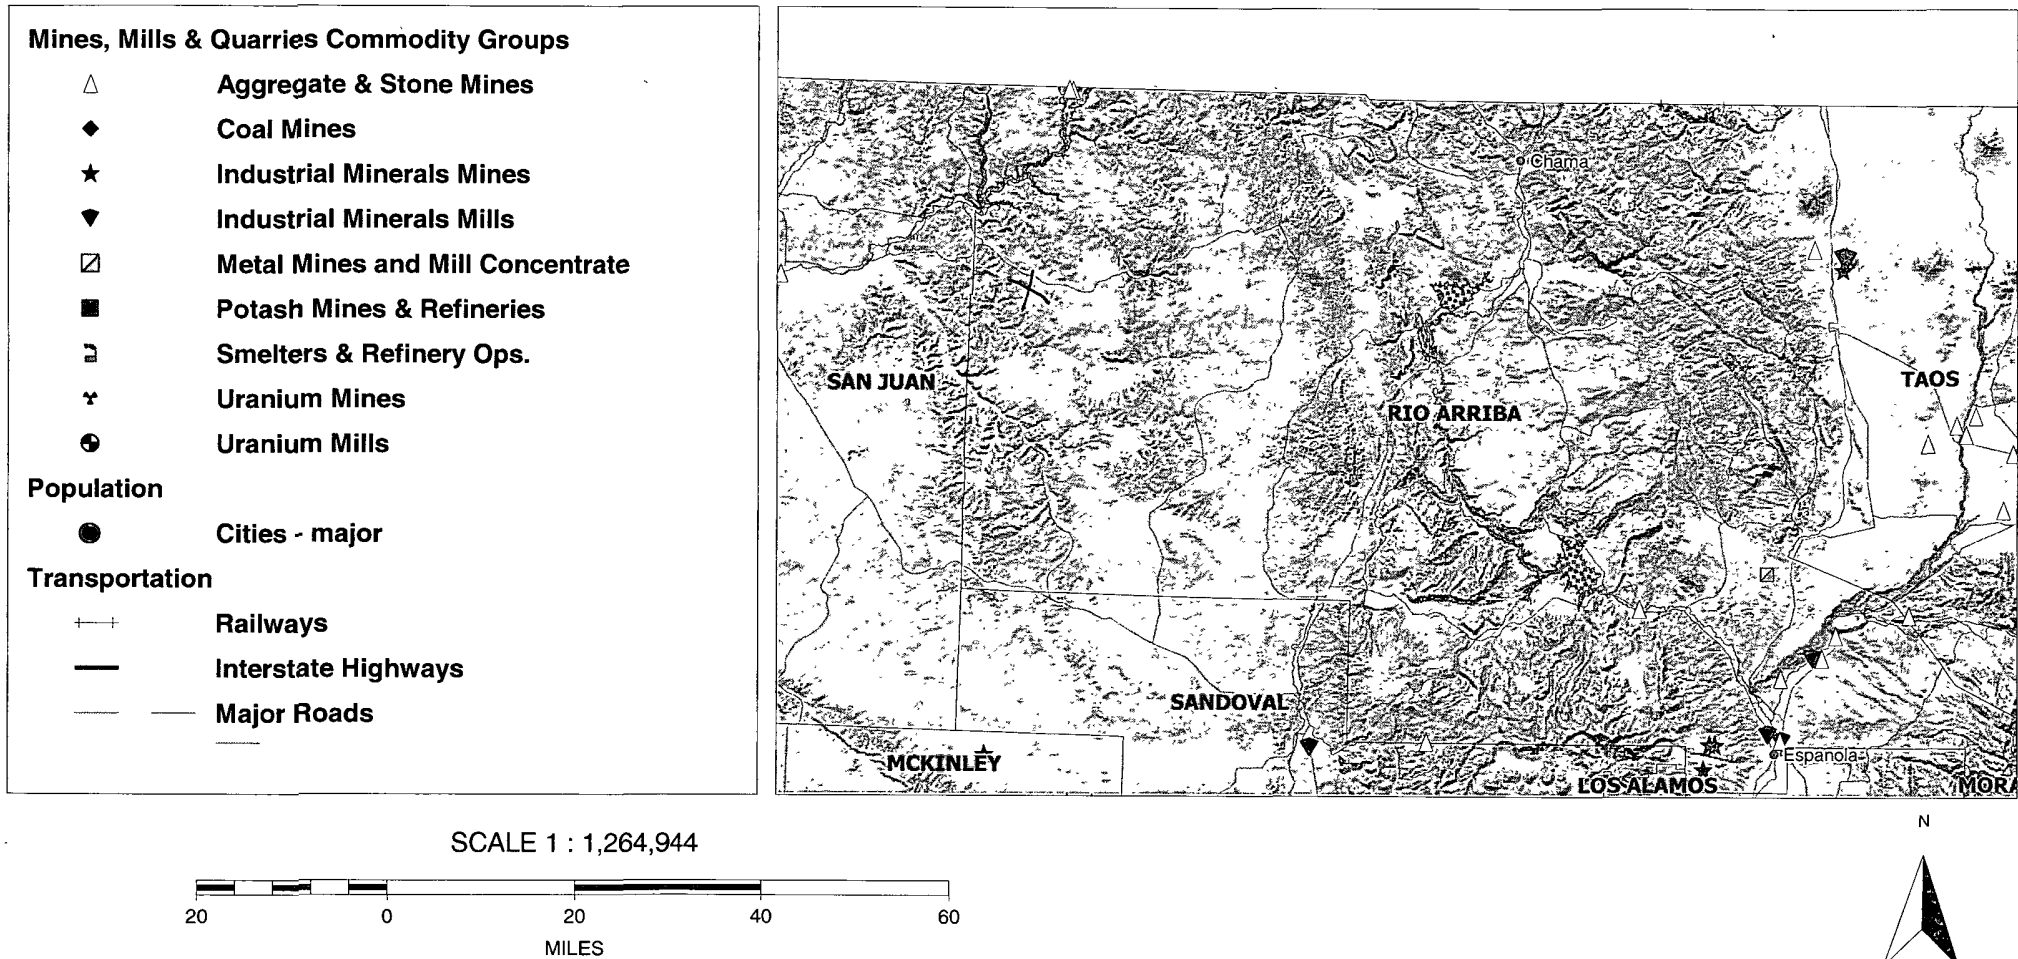 Mines, Mills & Quarries Commodity Groups
Aggregate & Stone Mines
Coal Mines
Industrial Minerals Mines
Industrial Minerals Mills
Metal Mines and Mill Concentrate
Potash Mines & Refineries
Smelters & Refinery Ops.
Uranium Mines
Uranium Mills
Population
Cities - major
Transportation
Railways
Interstate Highways
Major Roads
Chama
SAN JUAN
TAOS
RIO ARRIBA
SANDOVAL
MCKINLEY
Espanola
LOS ALAMOS
MORA
SCALE 1 : 1,264,944
20 0 20 40 60
MILES
N